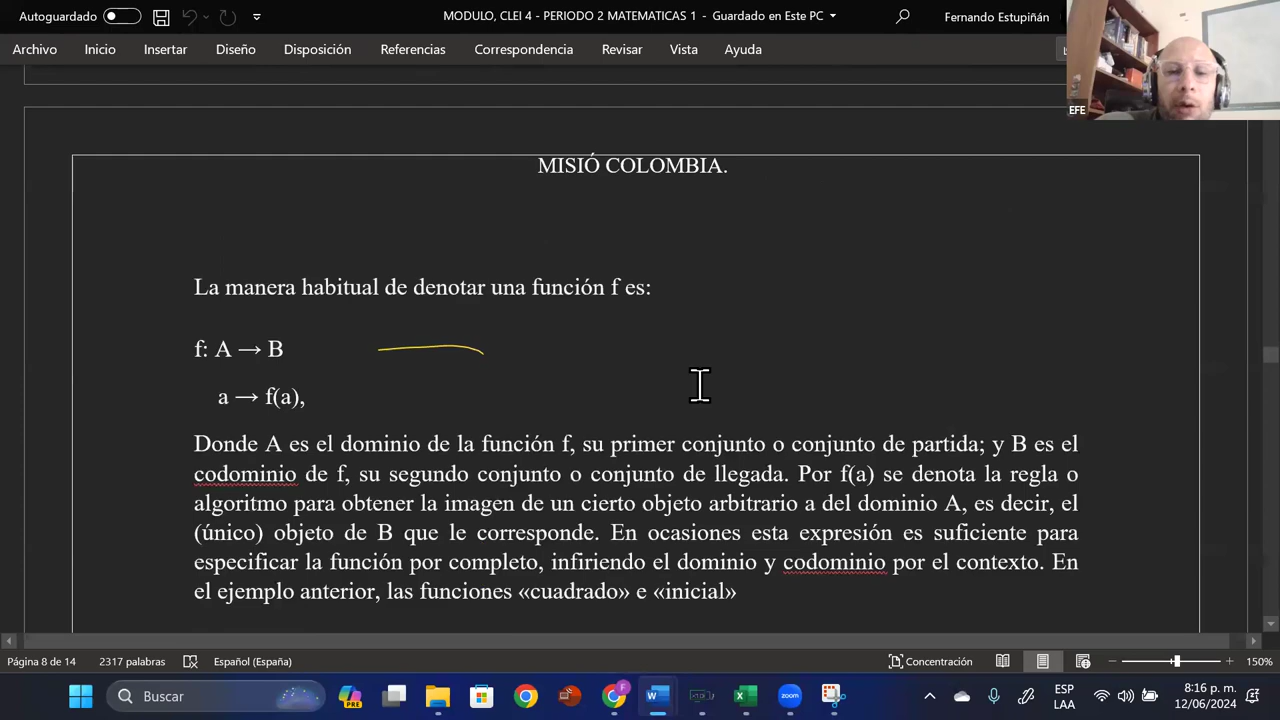 Autoguardado
MODULO, CLEI 4 - PERIODO 2 MATEMATICAS 1 - Guardado en Este PC
Fernando Estupiñán
Archivo Inicio Insertar Diseño Disposición Referencias Correspondencia Revisar Vista Ayuda
EFE
MISIÓ COLOMBIA.
La manera habitual de denotar una función f es:
f: A → B
a → f(a),
Donde A es el dominio de la función f, su primer conjunto o conjunto de partida; y B es el
codominio de f, su segundo conjunto o conjunto de llegada. Por f(a) se denota la regla o
algoritmo para obtener la imagen de un cierto objeto arbitrario a del dominio A, es decir, el
(único) objeto de B que le corresponde. En ocasiones esta expresión es suficiente para
especificar la función por completo, infiriendo el dominio y codominio por el contexto. En
el ejemplo anterior, las funciones «cuadrado» e «inicial»
Página 8 de 14 2317 palabras Español (España) Concentración 150%
Buscar
PRE
F
ESP
LAA
8:16 p. m.
12/06/2024